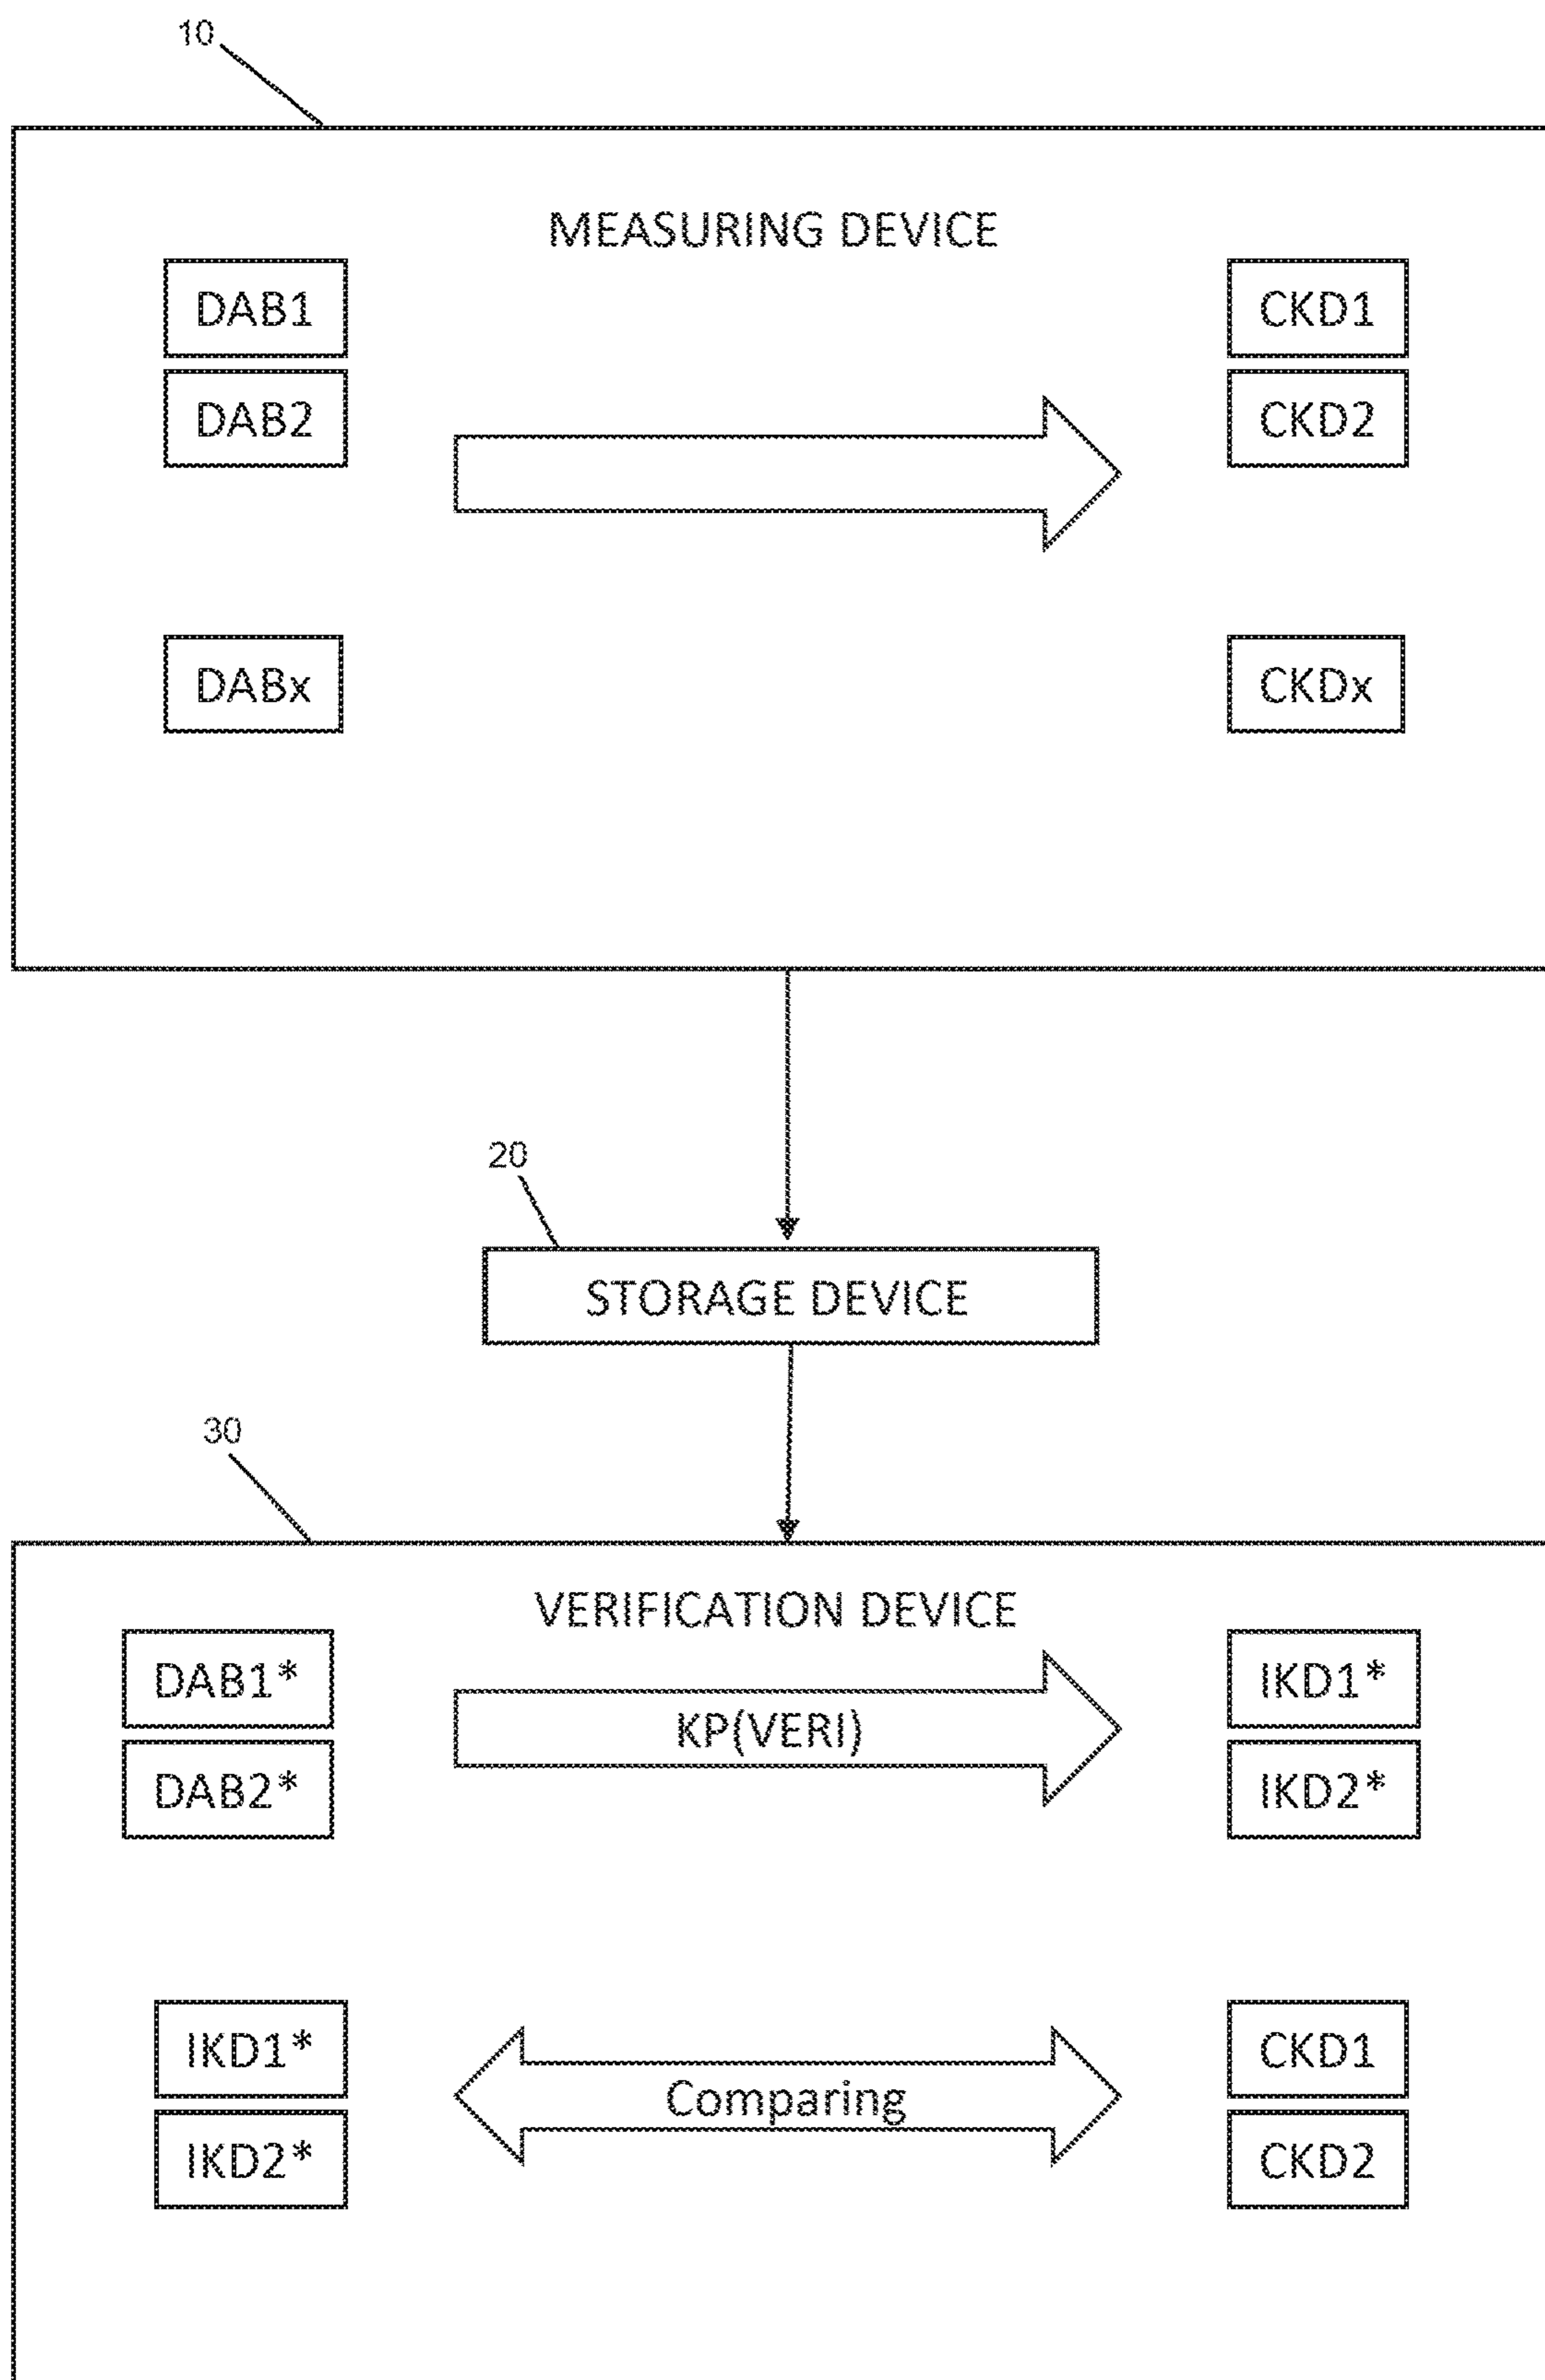 10
MEASURING DEVICE
DAB1
CKD1
DAB2
CKD2
DABx
CKDx
20
STORAGE DEVICE
30
VERIFICATION DEVICE
DAB1*
KP(VERI)
IKD1*
DAB2*
IKD2*
IKD1*
Comparing
CKD1
IKD2*
CKD2